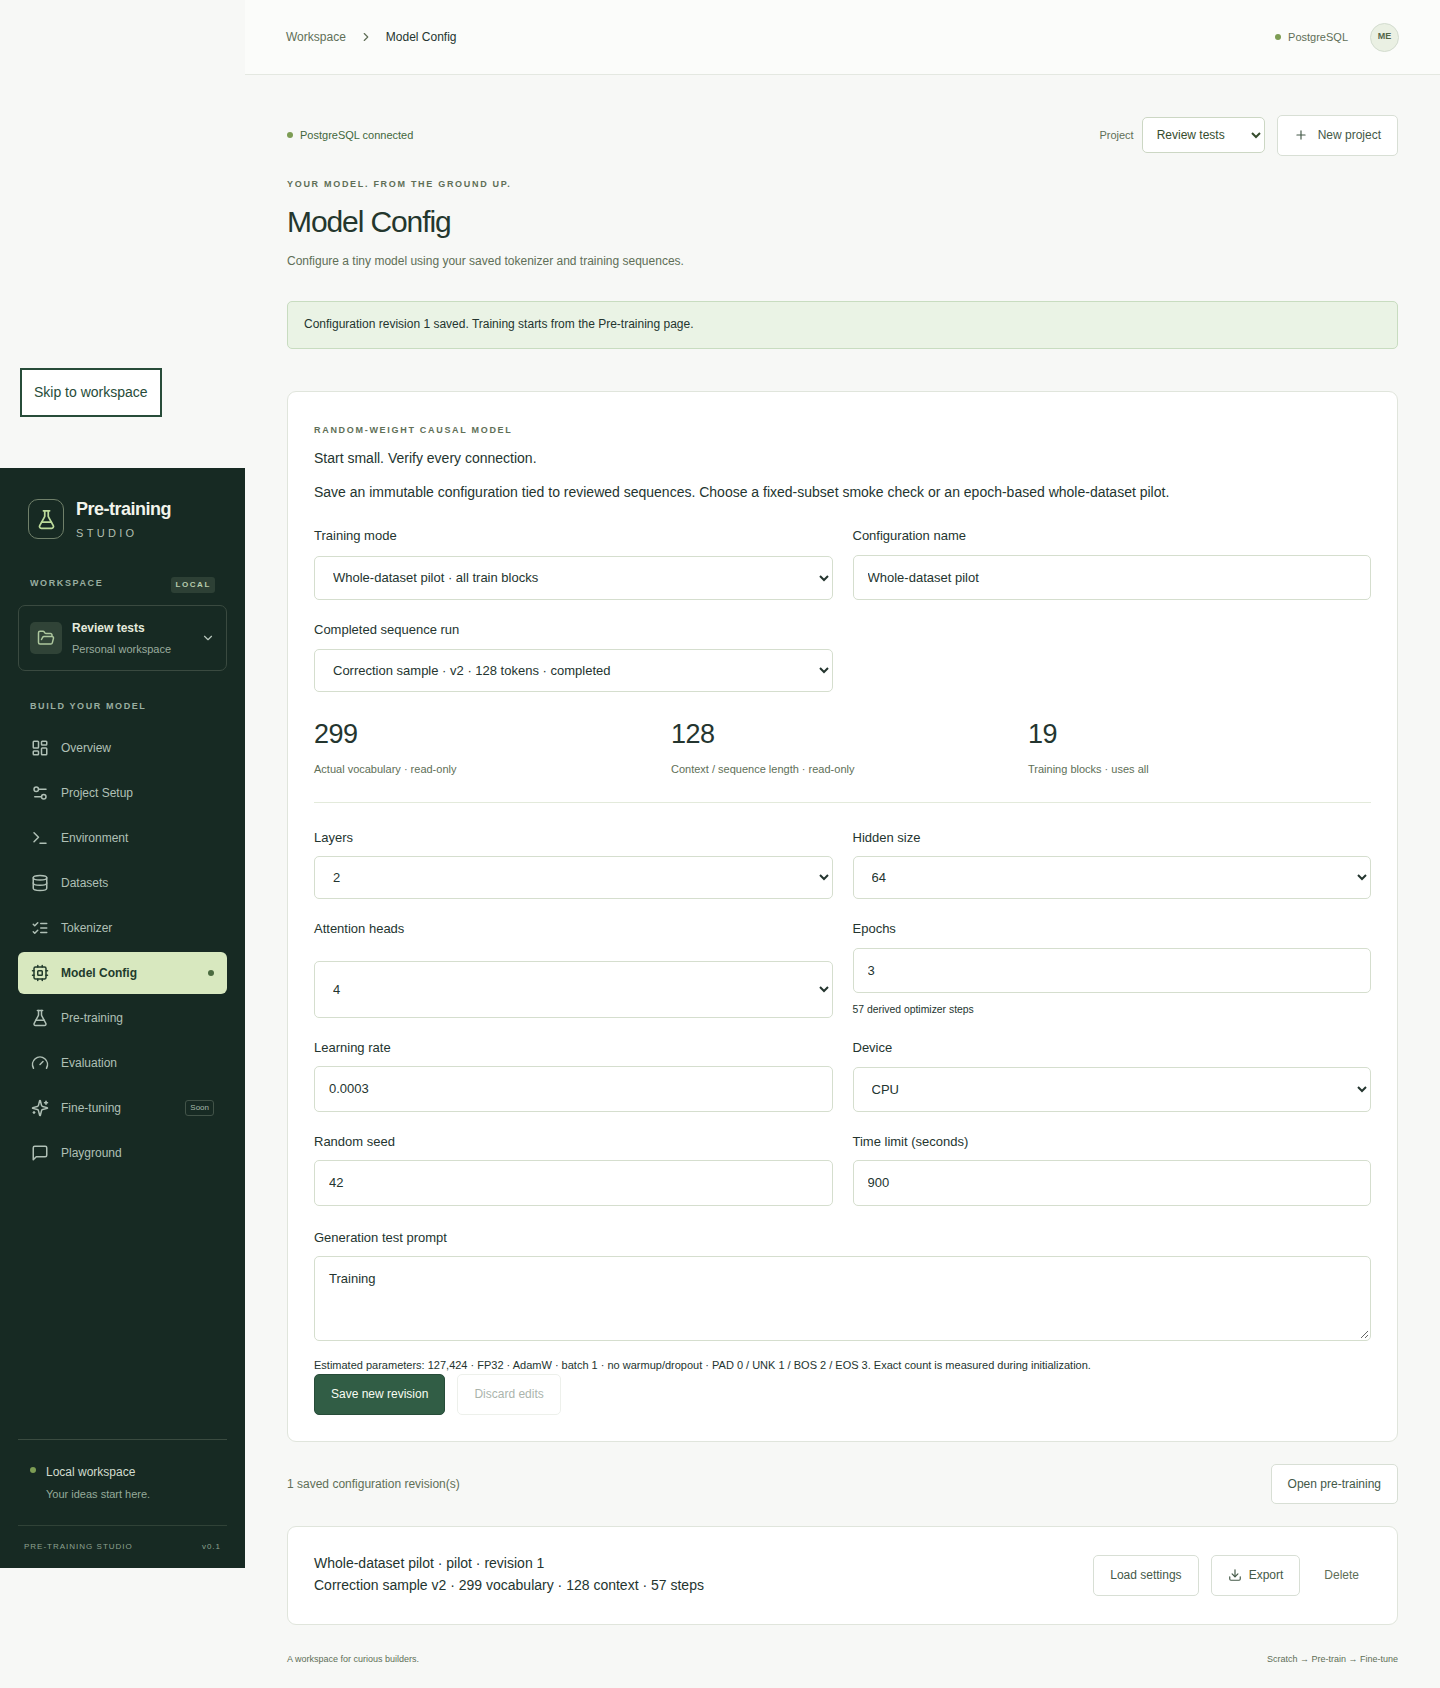 Workspace > Model Config
PostgreSQL
ME
PostgreSQL connected
Project
Review tests
New project
YOUR MODEL. FROM THE GROUND UP.
Model Config
Configure a tiny model using your saved tokenizer and training sequences.
Configuration revision 1 saved. Training starts from the Pre-training page.
Skip to workspace
Pre-training
STUDIO
WORKSPACE
LOCAL
Review tests
Personal workspace
BUILD YOUR MODEL
Overview
Project Setup
Environment
Datasets
Tokenizer
Model Config
Pre-training
Evaluation
Fine-tuning
Soon
Playground
Local workspace
Your ideas start here.
PRE-TRAINING STUDIO
v0.1
RANDOM-WEIGHT CAUSAL MODEL
Start small. Verify every connection.
Save an immutable configuration tied to reviewed sequences. Choose a fixed-subset smoke check or an epoch-based whole-dataset pilot.
Training mode
Whole-dataset pilot · all train blocks
Configuration name
Whole-dataset pilot
Completed sequence run
Correction sample · v2 · 128 tokens · completed
299
Actual vocabulary · read-only
128
Context / sequence length · read-only
19
Training blocks · uses all
Layers
2
Hidden size
64
Attention heads
4
Epochs
3
57 derived optimizer steps
Learning rate
0.0003
Device
CPU
Random seed
42
Time limit (seconds)
900
Generation test prompt
Training
Estimated parameters: 127,424 · FP32 · AdamW · batch 1 · no warmup/dropout · PAD 0 / UNK 1 / BOS 2 / EOS 3. Exact count is measured during initialization.
Save new revision
Discard edits
1 saved configuration revision(s)
Open pre-training
Whole-dataset pilot · pilot · revision 1
Correction sample v2 · 299 vocabulary · 128 context · 57 steps
Load settings
Export
Delete
A workspace for curious builders.
Scratch → Pre-train → Fine-tune